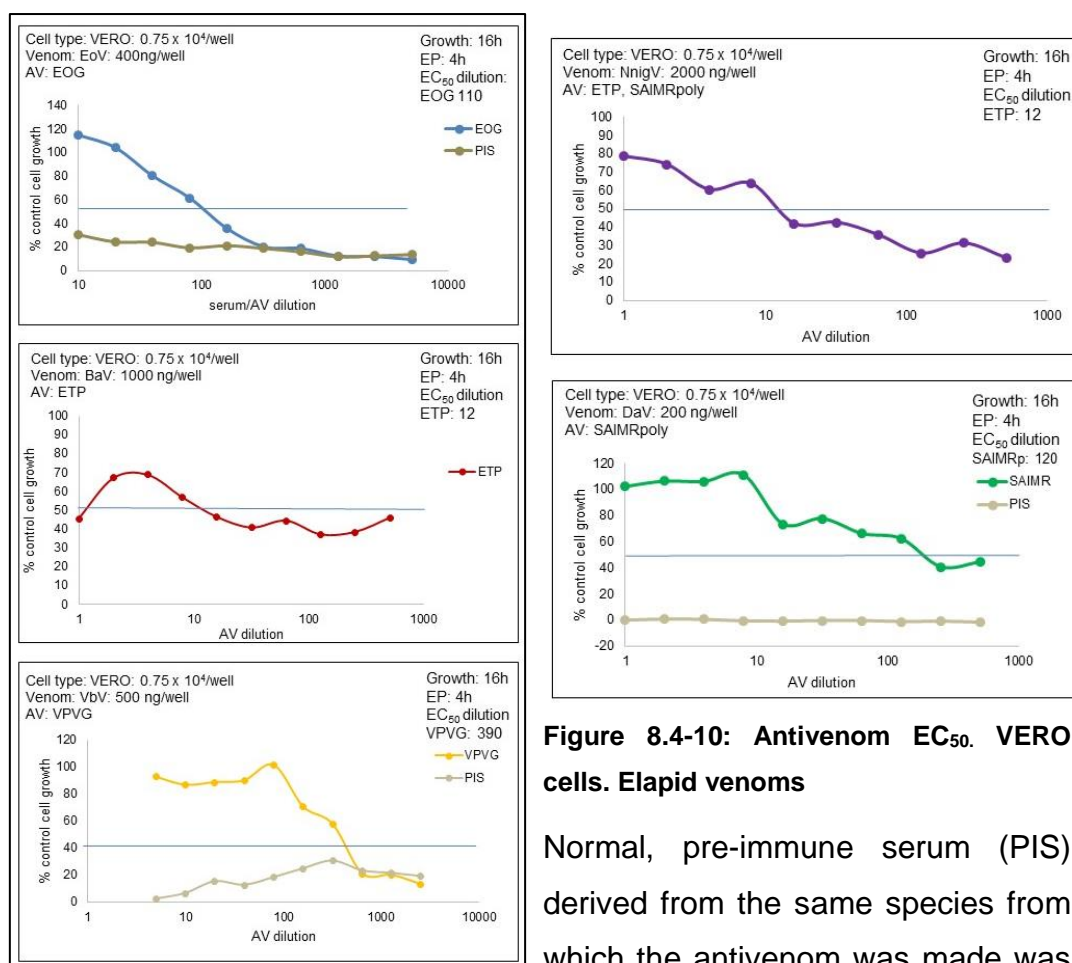 Cell type: VERO: 0.75 x 10⁴/well
Venom: EoV: 400ng/well
AV: EOG
Growth: 16h
EP: 4h
EC₅₀ dilution:
EOG 110
140
120
100
80
60
40
20
0
% control cell growth
EOG
PIS
10
100
1000
10000
serum/AV dilution
Cell type: VERO: 0.75 x 10⁴/well
Venom: BaV: 1000 ng/well
AV: ETP
Growth: 16h
EP: 4h
EC₅₀ dilution
ETP: 12
100
90
80
70
60
50
40
30
20
10
0
% control cell growth
ETP
1
10
100
1000
AV dilution
Cell type: VERO: 0.75 x 10⁴/well
Venom: VbV: 500 ng/well
AV: VPVG
Growth: 16h
EP: 4h
EC₅₀ dilution
VPVG: 390
120
100
80
60
40
20
0
% control cell growth
VPVG
PIS
1
10
100
1000
10000
AV dilution
Cell type: VERO: 0.75 x 10⁴/well
Venom: NnigV: 2000 ng/well
AV: ETP, SAIMRpoly
Growth: 16h
EP: 4h
EC₅₀ dilution
ETP: 12
100
90
80
70
60
50
40
30
20
10
0
% control cell growth
1
10
100
1000
AV dilution
Cell type: VERO: 0.75 x 10⁴/well
Venom: DaV: 200 ng/well
AV: SAIMRpoly
Growth: 16h
EP: 4h
EC₅₀ dilution
SAIMRp: 120
120
100
80
60
40
20
0
-20
% control cell growth
SAIMR
PIS
1
10
100
1000
AV dilution
Figure 8.4-10: Antivenom EC₅₀. VERO
cells. Elapid venoms
Normal, pre-immune serum (PIS)
derived from the same species from
which the antivenom was made was